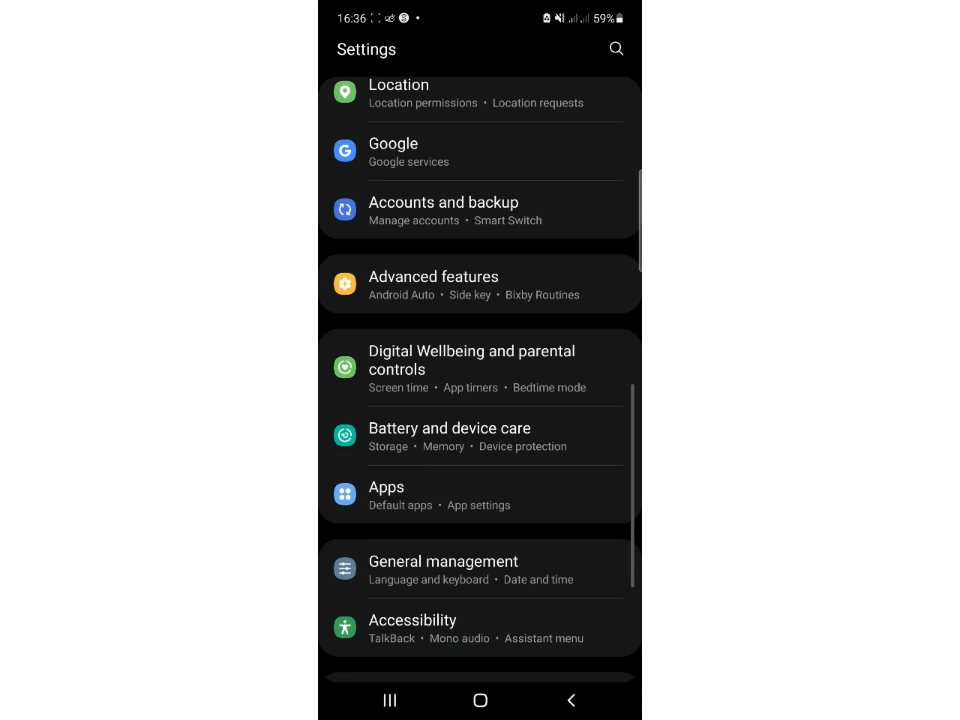 16:36 59%
Settings
Location
Location permissions • Location requests
Google
Google services
Accounts and backup
Manage accounts • Smart Switch
Advanced features
Android Auto • Side key • Bixby Routines
Digital Wellbeing and parental
controls
Screen time • App timers • Bedtime mode
Battery and device care
Storage • Memory • Device protection
Apps
Default apps • App settings
General management
Language and keyboard • Date and time
Accessibility
TalkBack • Mono audio • Assistant menu